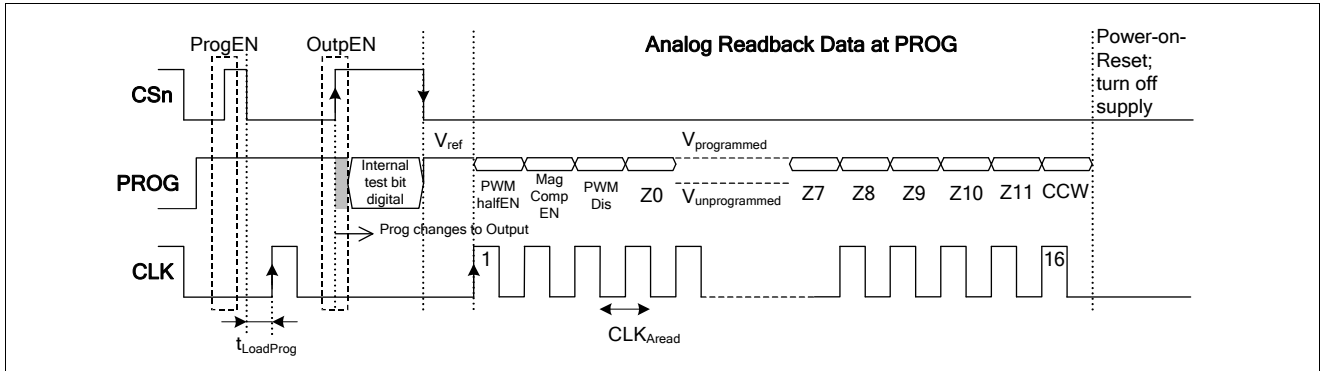 ProgEN
OutpEN
Analog Readback Data at PROG
Power-on-
Reset;
turn off
supply
CSn
Vref
Vprogrammed
PROG
Internal
test bit
digital
PWM
halfEN
Mag
Comp
EN
PWM
Dis
Z0
Vunprogrammed
Z7
Z8
Z9
Z10
Z11
CCW
Prog changes to Output
CLK
1
16
CLKAread
tLoadProg